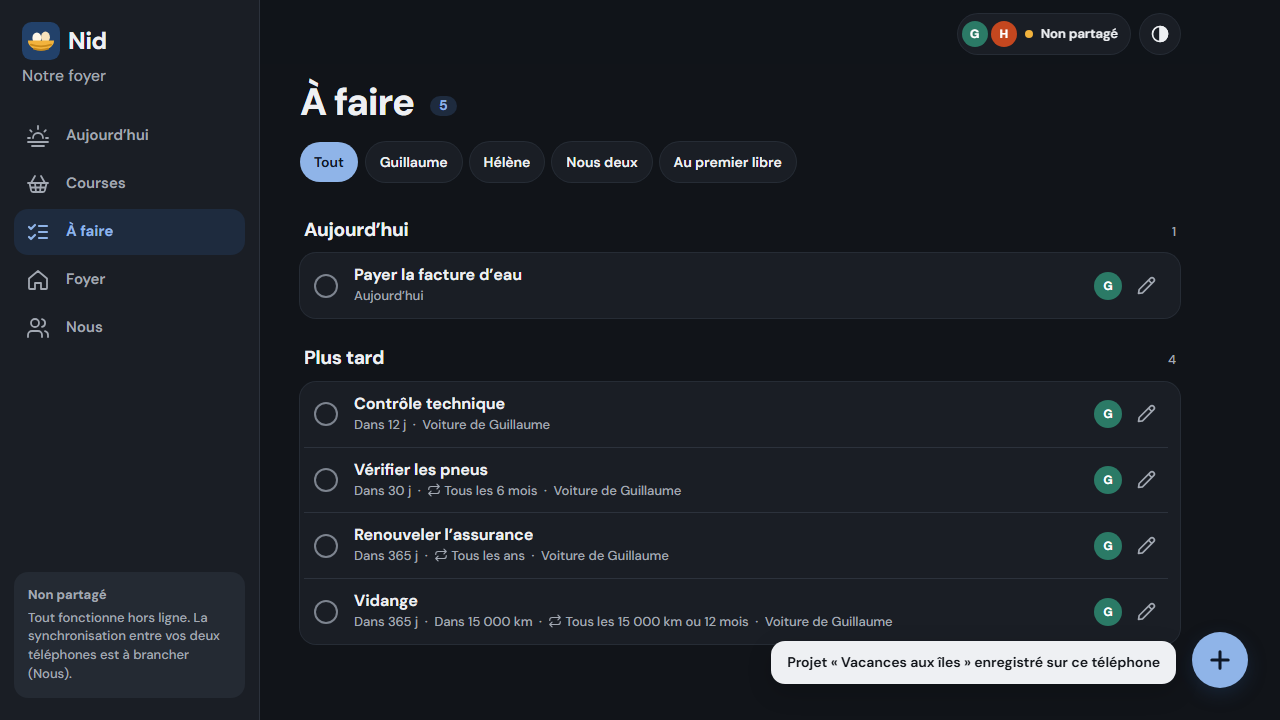 Nid
Notre foyer
Aujourd’hui
Courses
À faire
Foyer
Nous
Non partagé
Tout fonctionne hors ligne. La
synchronisation entre vos deux
téléphones est à brancher
(Nous).
G H Non partagé
À faire 5
Tout Guillaume Hélène Nous deux Au premier libre
Aujourd’hui 1
Payer la facture d’eau
Aujourd’hui
G
Plus tard 4
Contrôle technique
Dans 12 j · Voiture de Guillaume
G
Vérifier les pneus
Dans 30 j · Tous les 6 mois · Voiture de Guillaume
G
Renouveler l’assurance
Dans 365 j · Tous les ans · Voiture de Guillaume
G
Vidange
Dans 365 j · Dans 15 000 km · Tous les 15 000 km ou 12 mois · Voiture de Guillaume
G
Projet « Vacances aux îles » enregistré sur ce téléphone